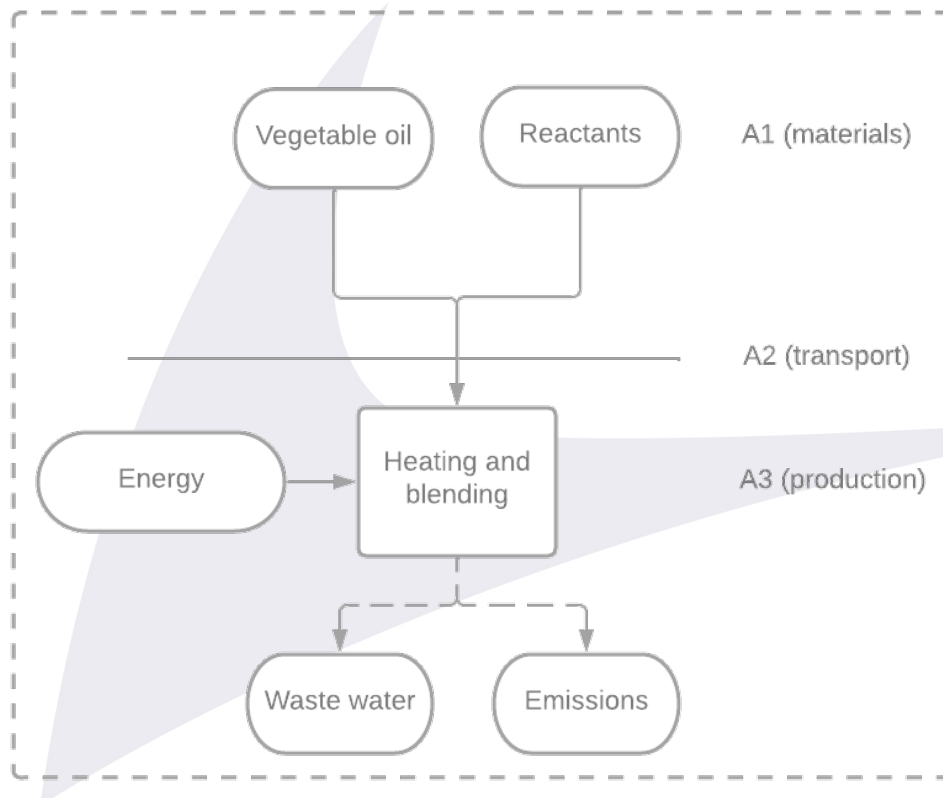 Vegetable oil
Reactants
A1 (materials)
A2 (transport)
Energy
Heating and
blending
A3 (production)
Waste water
Emissions